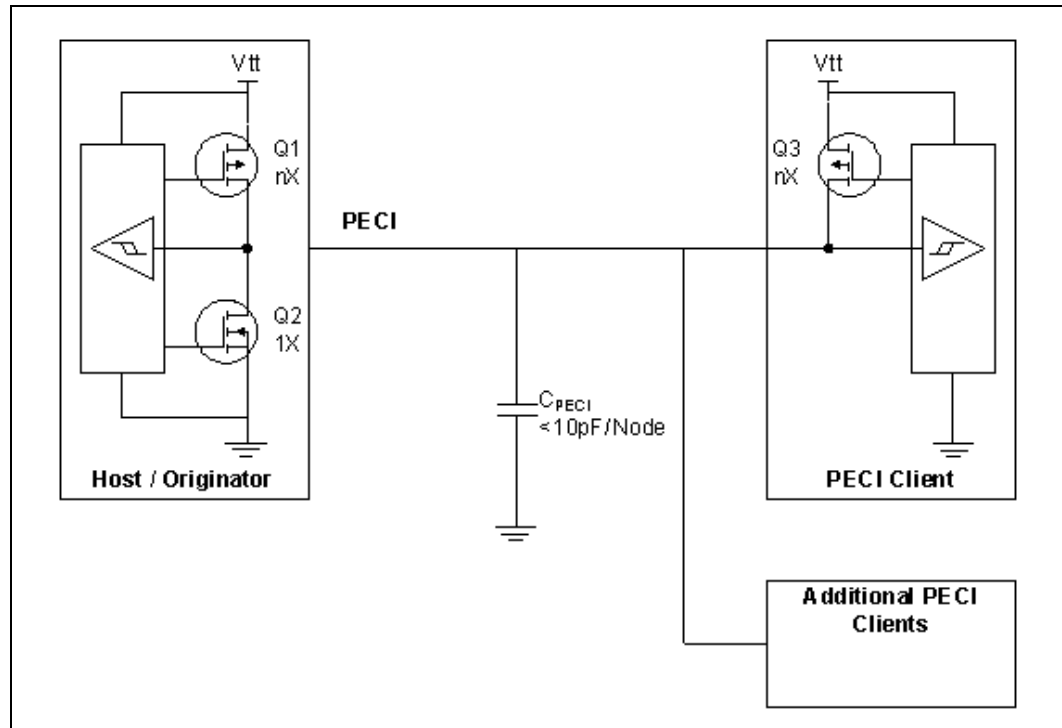 Vtt
Q1
nX
Q2
1X
Host / Originator
PECI
CPECI
<10pF/Node
Vtt
Q3
nX
PECI Client
Additional PECI
Clients